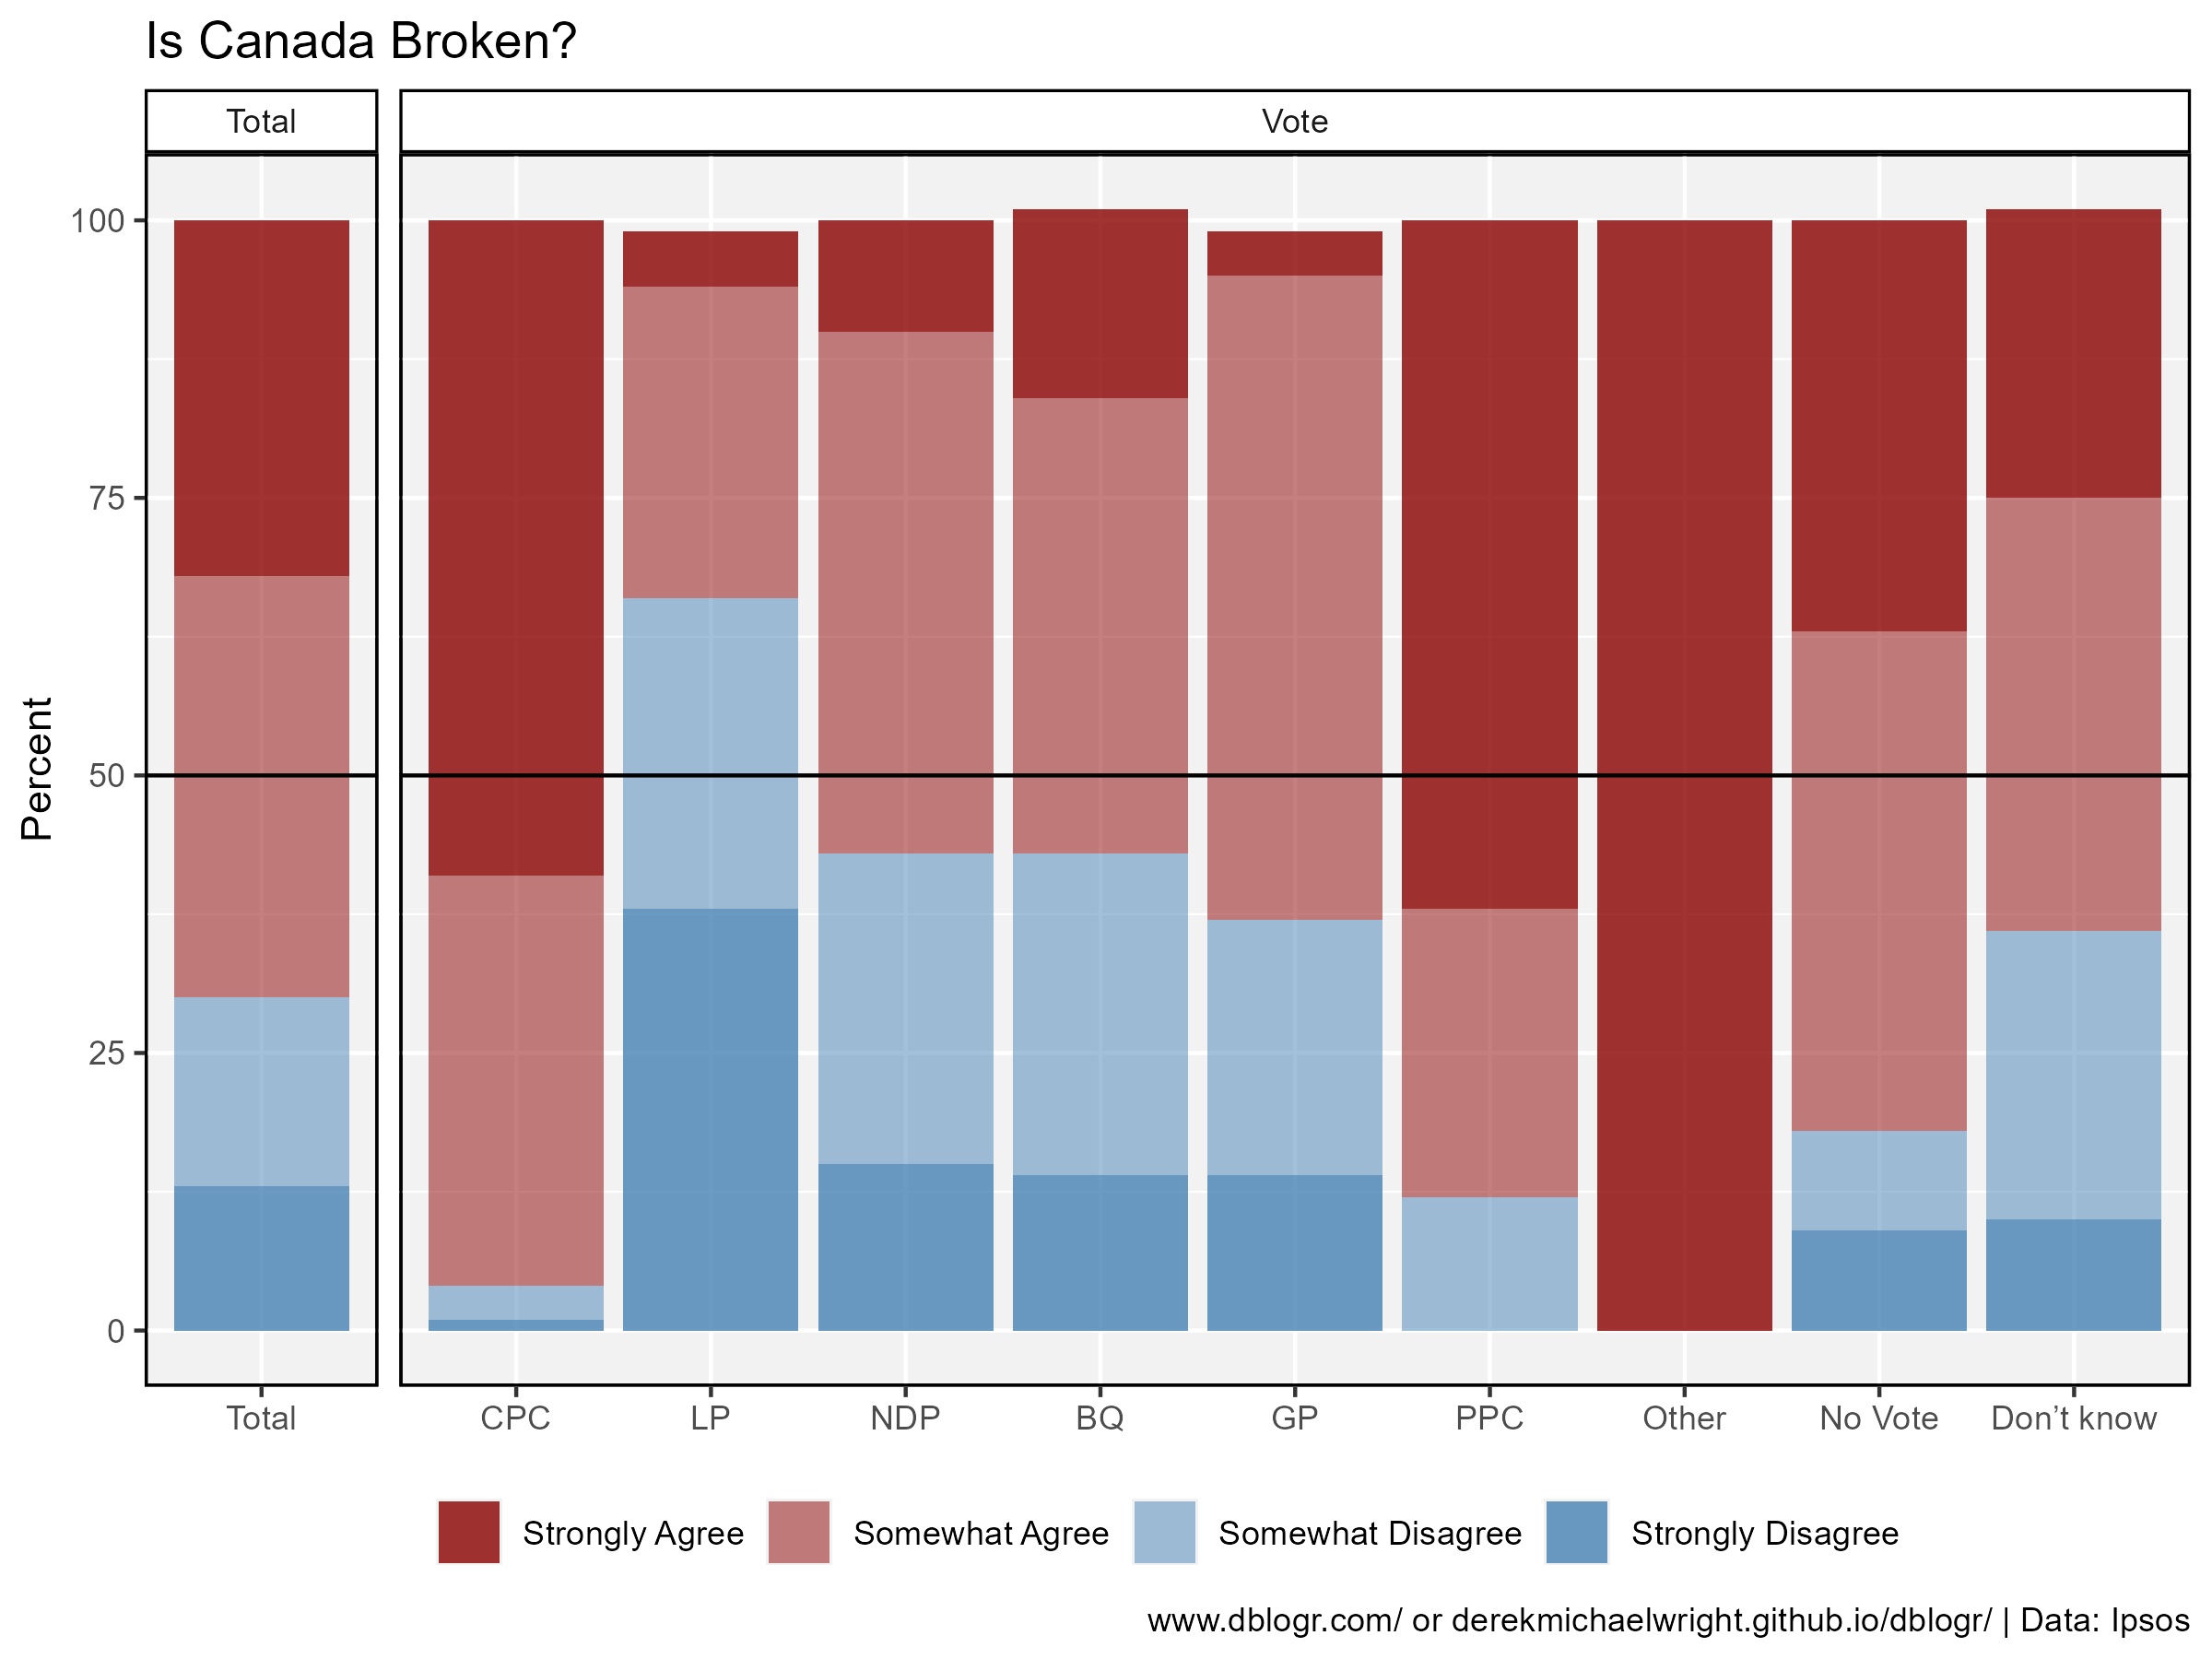 Is Canada Broken?
Total
Vote
Percent
100
75
50
25
0
Total CPC LP NDP BQ GP PPC Other No Vote Don’t know
Strongly Agree Somewhat Agree Somewhat Disagree Strongly Disagree
www.dblogr.com/ or derekmichaelwright.github.io/dblogr/ | Data: Ipsos